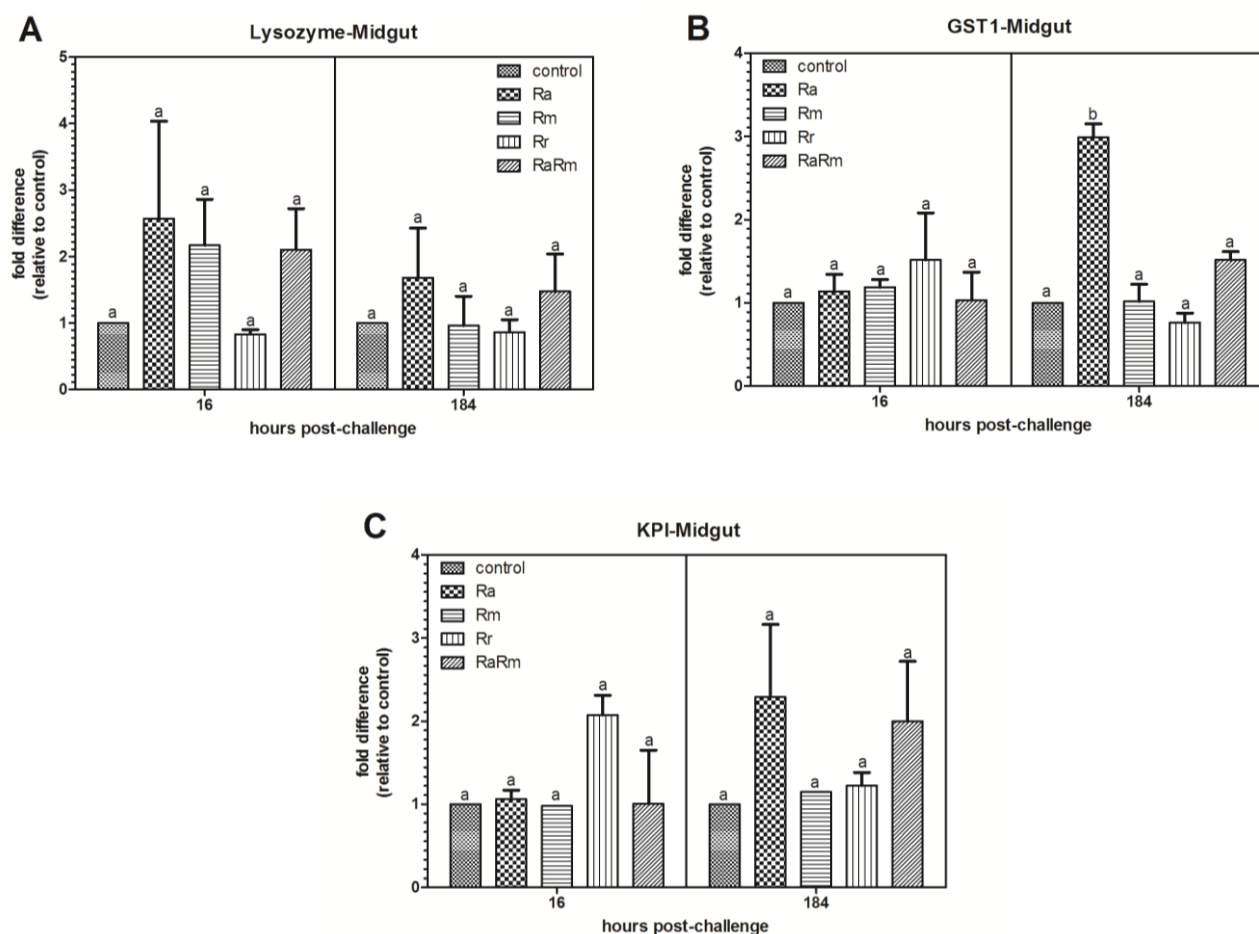 A
Lysozyme-Midgut
fold difference
(relative to control)
5
4
3
2
1
0
control
Ra
Rm
Rr
RaRm
a
a
a
a
a
a
a
a
a
a
16
184
hours post-challenge
B
GST1-Midgut
fold difference
(relative to control)
4
3
2
1
0
control
Ra
Rm
Rr
RaRm
a
a
a
a
a
a
b
a
a
a
16
184
hours post-challenge
C
KPI-Midgut
fold difference
(relative to control)
4
3
2
1
0
control
Ra
Rm
Rr
RaRm
a
a
a
a
a
a
a
a
a
a
16
184
hours post-challenge